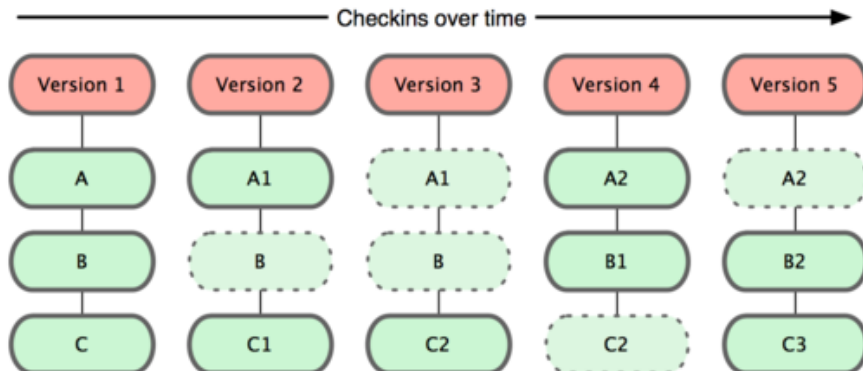 Checkins over time
Version 1 Version 2 Version 3 Version 4 Version 5
A A1 A1 A2 A2
B B B B1 B2
C C1 C2 C2 C3